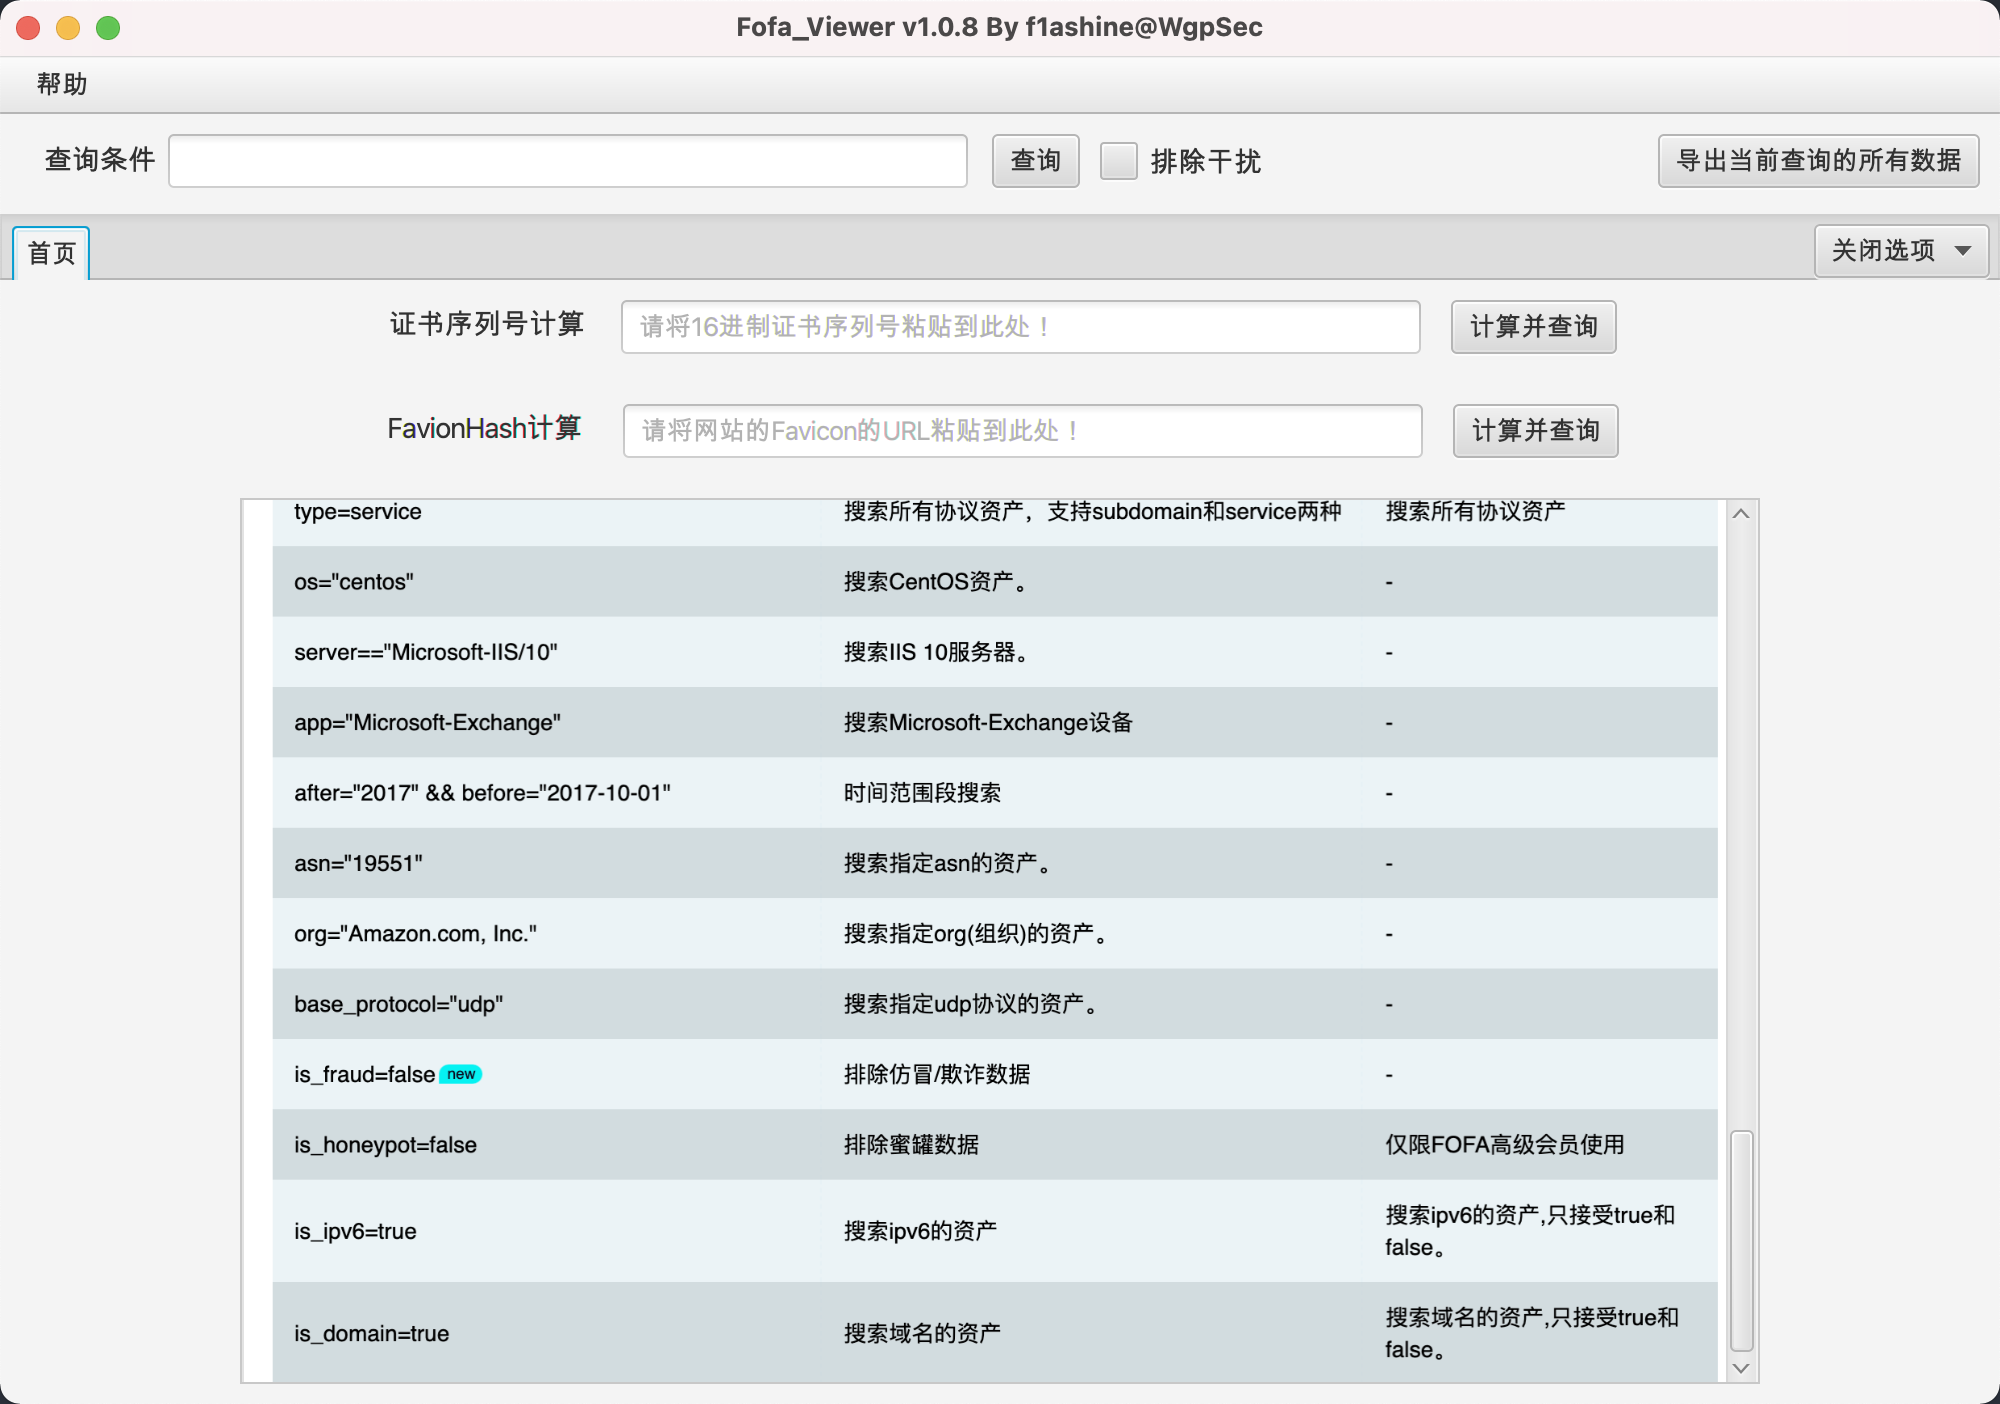 Fofa_Viewer v1.0.8 By f1ashine@WgpSec
帮助
查询条件 查询 排除干扰 导出当前查询的所有数据
首页 关闭选项
证书序列号计算 请将16进制证书序列号粘贴到此处！ 计算并查询
FavionHash计算 请将网站的Favicon的URL粘贴到此处！ 计算并查询
type=service 搜索所有协议资产，支持subdomain和service两种 搜索所有协议资产
os="centos" 搜索CentOS资产。 -
server=="Microsoft-IIS/10" 搜索IIS 10服务器。 -
app="Microsoft-Exchange" 搜索Microsoft-Exchange设备 -
after="2017" && before="2017-10-01" 时间范围段搜索 -
asn="19551" 搜索指定asn的资产。 -
org="Amazon.com, Inc." 搜索指定org(组织)的资产。 -
base_protocol="udp" 搜索指定udp协议的资产。 -
is_fraud=false new 排除仿冒/欺诈数据 -
is_honeypot=false 排除蜜罐数据 仅限FOFA高级会员使用
is_ipv6=true 搜索ipv6的资产 搜索ipv6的资产,只接受true和
false。
is_domain=true 搜索域名的资产 搜索域名的资产,只接受true和
false。